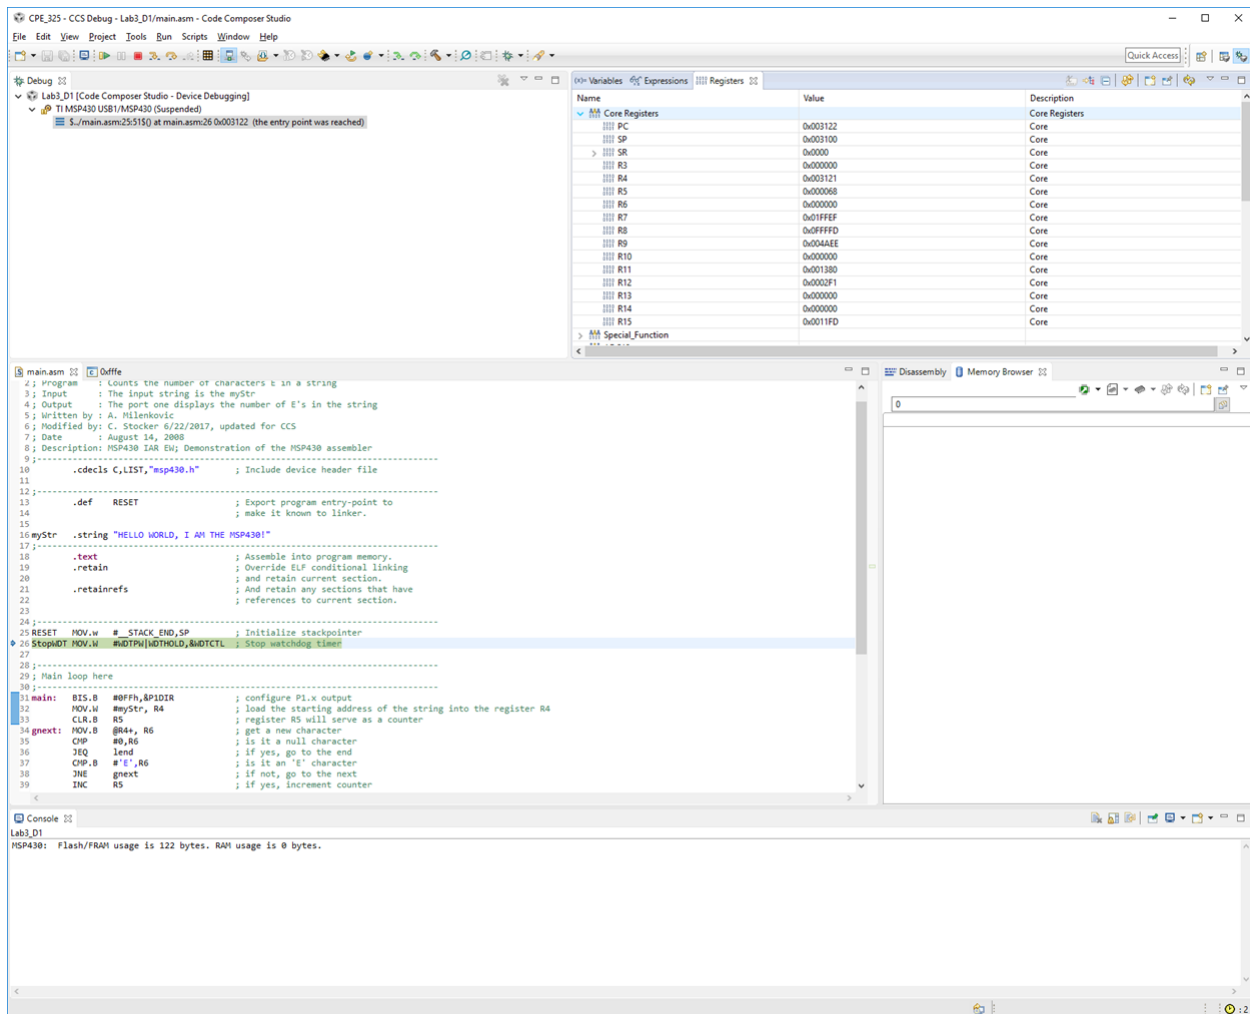 CPE_325 - CCS Debug - Lab3_D1/main.asm - Code Composer Studio
File Edit View Project Tools Run Scripts Window Help
Quick Access
Debug
Lab3_D1 [Code Composer Studio - Device Debugging]
TI MSP430 USB1/MSP430 (Suspended)
$../main.asm:25:51$() at main.asm:26 0x003122 (the entry point was reached)
(x)= Variables Expressions Registers
Name Value Description
Core Registers Core Registers
PC 0x003122 Core
SP 0x003100 Core
SR 0x0000 Core
R3 0x000000 Core
R4 0x003121 Core
R5 0x000068 Core
R6 0x000000 Core
R7 0x01FFEF Core
R8 0x0FFFFD Core
R9 0x004AEE Core
R10 0x000000 Core
R11 0x001380 Core
R12 0x0002F1 Core
R13 0x000000 Core
R14 0x000000 Core
R15 0x0011FD Core
Special_Function
main.asm 0xfffe
2 ; Program : Counts the number of characters E in a string
3 ; Input : The input string is the myStr
4 ; Output : The port one displays the number of E's in the string
5 ; Written by : A. Milenkovic
6 ; Modified by: C. Stocker 6/22/2017, updated for CCS
7 ; Date : August 14, 2008
8 ; Description: MSP430 IAR EW; Demonstration of the MSP430 assembler
9 ;-------------------------------------------------------------------------------
10 .cdecls C,LIST,"msp430.h" ; Include device header file
11
12 ;-------------------------------------------------------------------------------
13 .def RESET ; Export program entry-point to
14 ; make it known to linker.
15
16 myStr .string "HELLO WORLD, I AM THE MSP430!"
17 ;-------------------------------------------------------------------------------
18 .text ; Assemble into program memory.
19 .retain ; Override ELF conditional linking
20 ; and retain current section.
21 .retainrefs ; And retain any sections that have
22 ; references to current section.
23
24 ;-------------------------------------------------------------------------------
25 RESET MOV.w #__STACK_END,SP ; Initialize stackpointer
26 StopWDT MOV.W #WDTPW|WDTHOLD,&WDTCTL ; Stop watchdog timer
27
28 ;-------------------------------------------------------------------------------
29 ; Main loop here
30 ;-------------------------------------------------------------------------------
31 main: BIS.B #0FFh,&P1DIR ; configure P1.x output
32 MOV.W #myStr, R4 ; load the starting address of the string into the register R4
33 CLR.B R5 ; register R5 will serve as a counter
34 gnext: MOV.B @R4+, R6 ; get a new character
35 CMP #0,R6 ; is it a null character
36 JEQ lend ; if yes, go to the end
37 CMP.B #'E',R6 ; is it an 'E' character
38 JNE gnext ; if not, go to the next
39 INC R5 ; if yes, increment counter
Disassembly Memory Browser
0
Console
Lab3_D1
MSP430: Flash/FRAM usage is 122 bytes. RAM usage is 0 bytes.